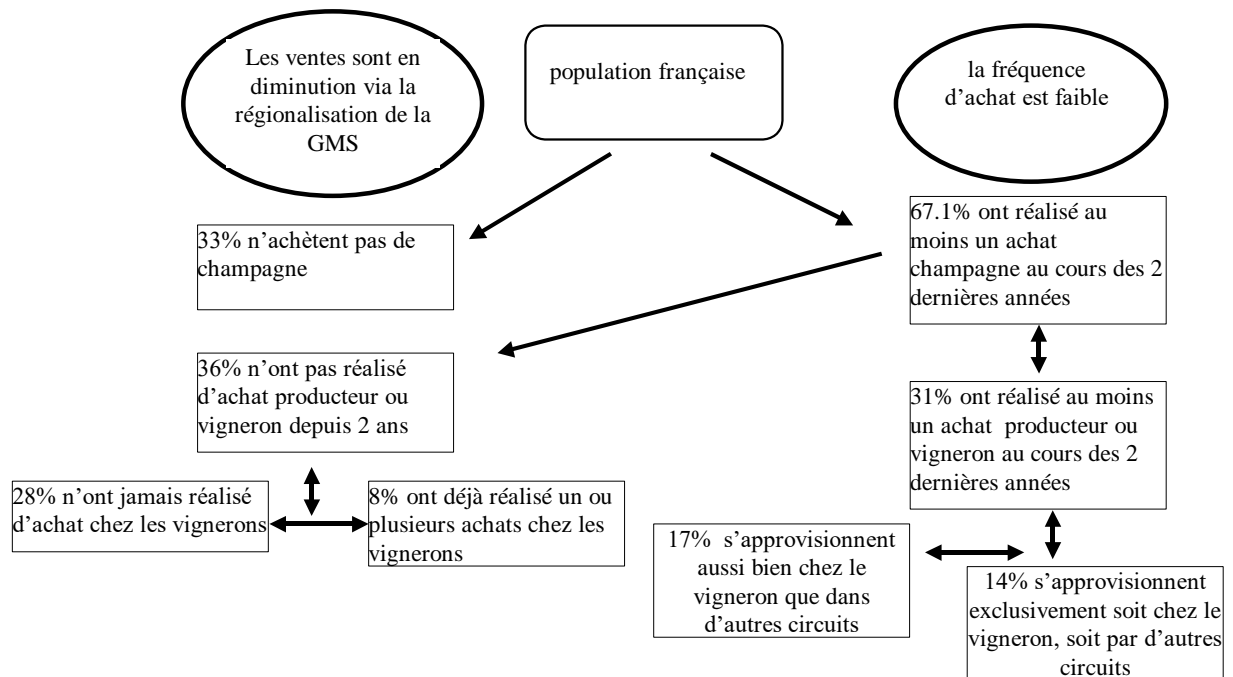 Les ventes sont en
diminution via la
régionalisation de la
GMS
population française
la fréquence
d’achat est faible
33% n’achètent pas de
champagne
67.1% ont réalisé au
moins un achat
champagne au cours des 2
dernières années
36% n’ont pas réalisé
d’achat producteur ou
vigneron depuis 2 ans
31% ont réalisé au moins
un achat producteur ou
vigneron au cours des 2
dernières années
28% n’ont jamais réalisé
d’achat chez les vignerons
8% ont déjà réalisé un ou
plusieurs achats chez les
vignerons
17% s’approvisionnent
aussi bien chez le
vigneron que dans
d’autres circuits
14% s’approvisionnent
exclusivement soit chez le
vigneron, soit par d’autres
circuits